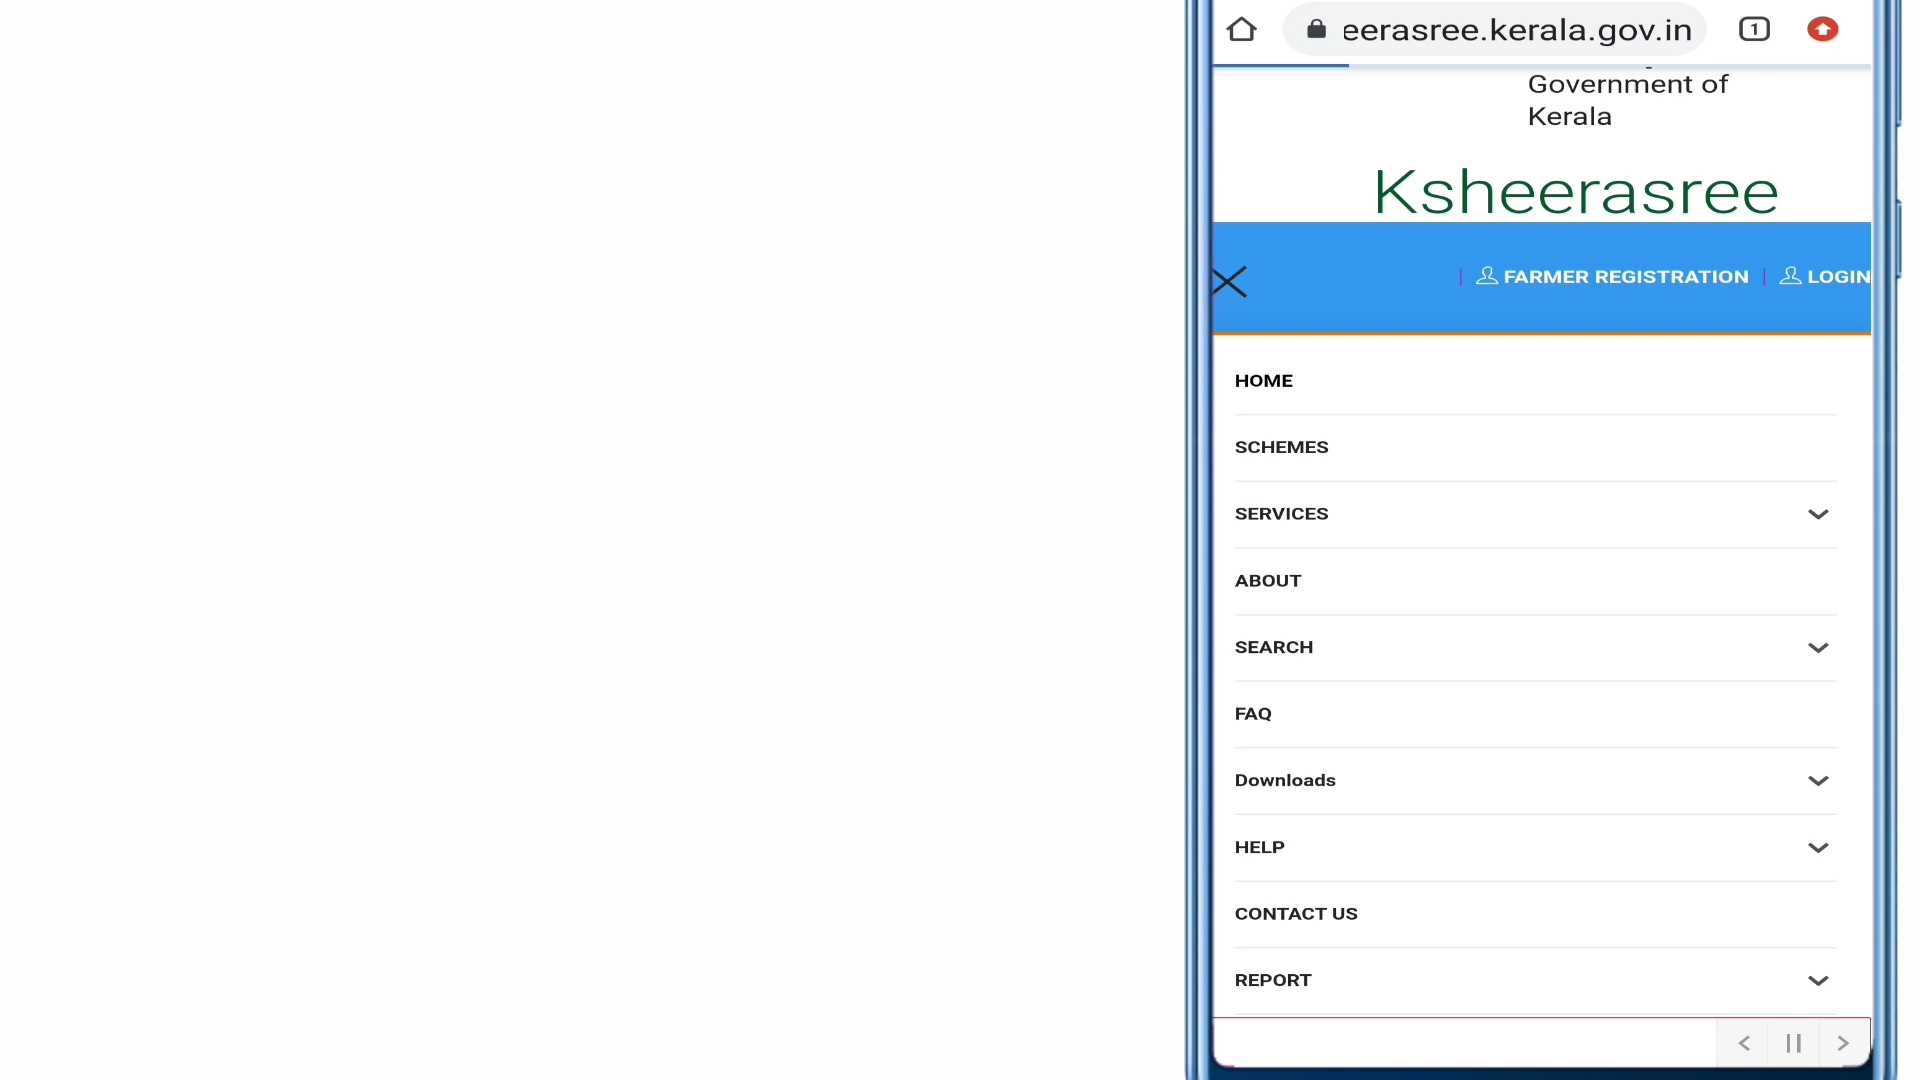 eerasree.kerala.gov.in
1
Government of
Kerala
Ksheerasree
FARMER REGISTRATION
LOGIN
HOME
SCHEMES
SERVICES
ABOUT
SEARCH
FAQ
Downloads
HELP
CONTACT US
REPORT